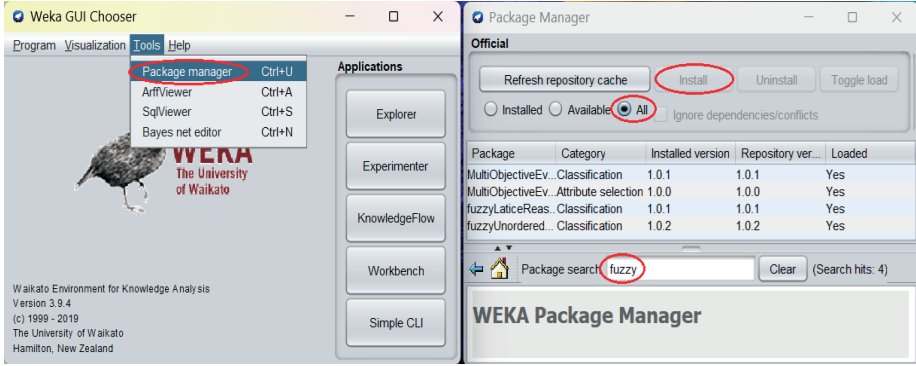 Weka GUI Chooser
Program Visualization Tools Help
Package manager Ctrl+U
ArffViewer Ctrl+A
SqlViewer Ctrl+S
Bayes net editor Ctrl+N
WEKA
The University
of Waikato
Waikato Environment for Knowledge Analysis
Version 3.9.4
(c) 1999 - 2019
The University of Waikato
Hamilton, New Zealand
Applications
Explorer
Experimenter
KnowledgeFlow
Workbench
Simple CLI
Package Manager
Official
Refresh repository cache Install Uninstall Toggle load
Installed Available All Ignore dependencies/conflicts
Package Category Installed version Repository ver... Loaded
MultiObjectiveEv... Classification 1.0.1 1.0.1 Yes
MultiObjectiveEv... Attribute selection 1.0.0 1.0.0 Yes
fuzzyLaticeReas... Classification 1.0.1 1.0.1 Yes
fuzzyUnordered... Classification 1.0.2 1.0.2 Yes
Package search fuzzy Clear (Search hits: 4)
WEKA Package Manager